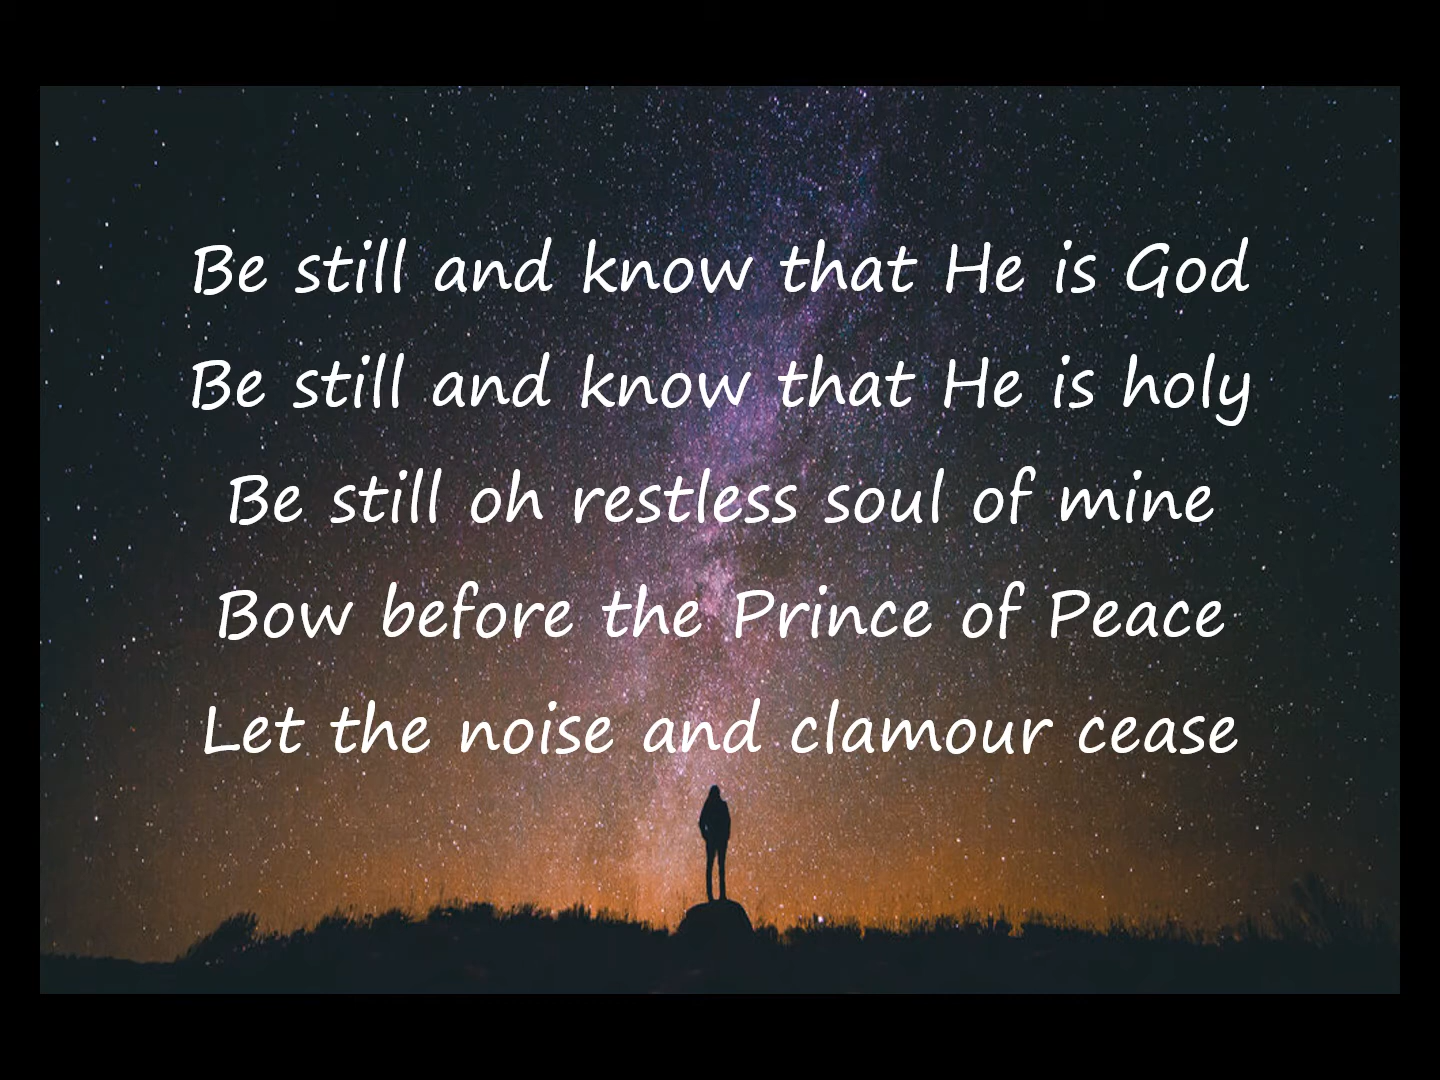 Be still and know that He is God
Be still and know that He is holy
Be still oh restless soul of mine
Bow before the Prince of Peace
Let the noise and clamour cease